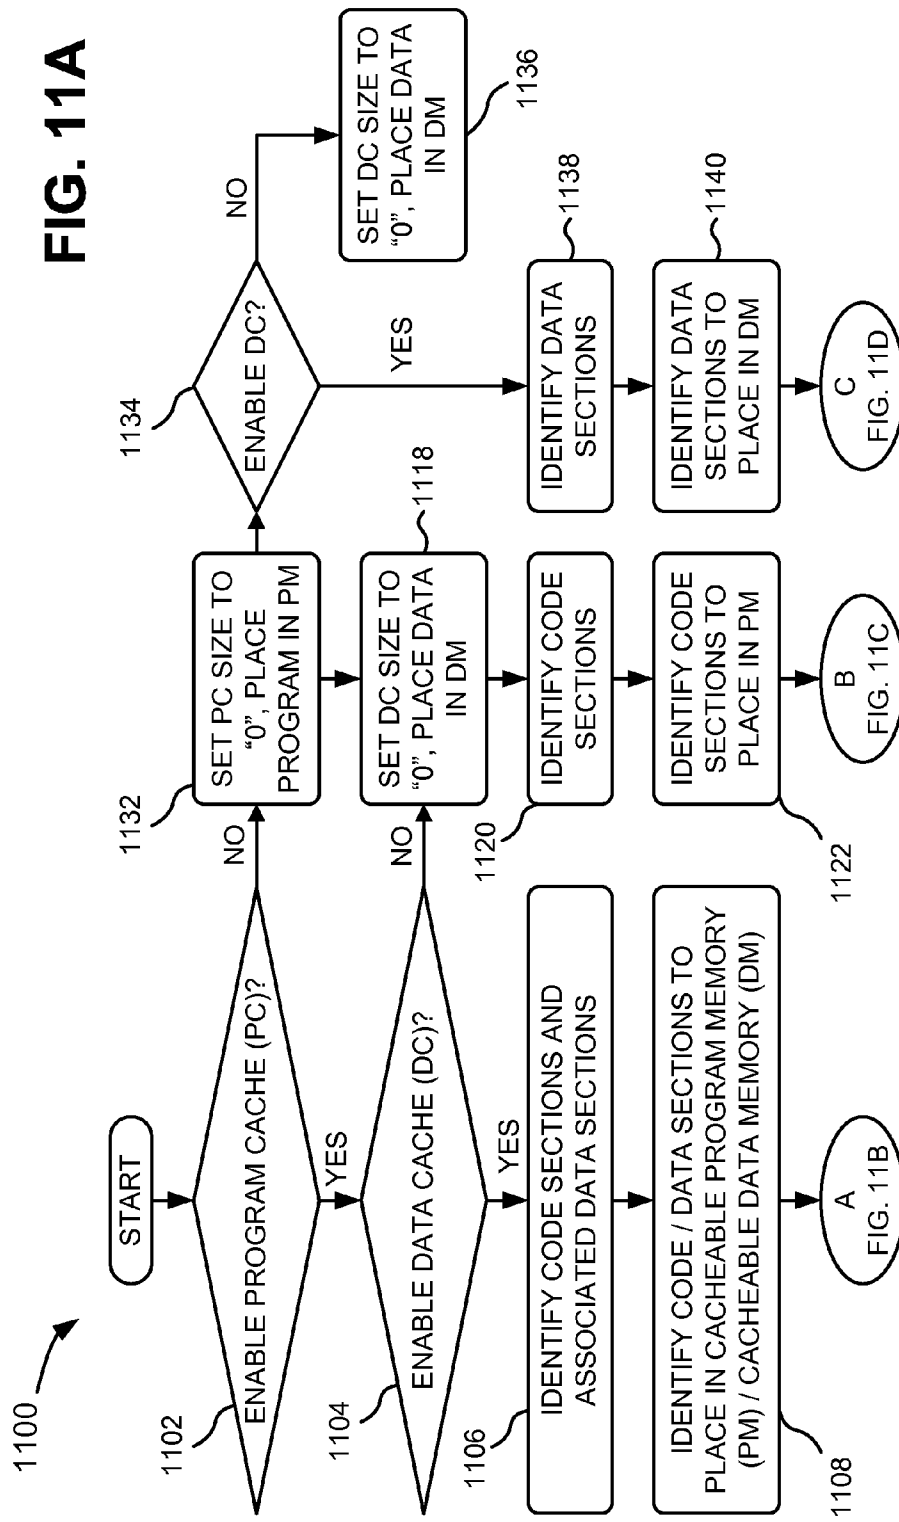 FIG. 11A
1100
START
1102
ENABLE PROGRAM CACHE (PC)?
NO
YES
1132
SET PC SIZE TO
“0”, PLACE
PROGRAM IN PM
1134
ENABLE DC?
NO
YES
SET DC SIZE TO
“0”, PLACE DATA
IN DM
1136
1104
ENABLE DATA CACHE (DC)?
NO
YES
SET DC SIZE TO
“0”, PLACE DATA
IN DM
1118
1106
IDENTIFY CODE SECTIONS AND
ASSOCIATED DATA SECTIONS
1120
IDENTIFY CODE
SECTIONS
IDENTIFY DATA
SECTIONS
1138
1108
IDENTIFY CODE / DATA SECTIONS TO
PLACE IN CACHEABLE PROGRAM MEMORY
(PM) / CACHEABLE DATA MEMORY (DM)
1122
IDENTIFY CODE
SECTIONS TO
PLACE IN PM
IDENTIFY DATA
SECTIONS TO
PLACE IN DM
1140
A
FIG. 11B
B
FIG. 11C
C
FIG. 11D